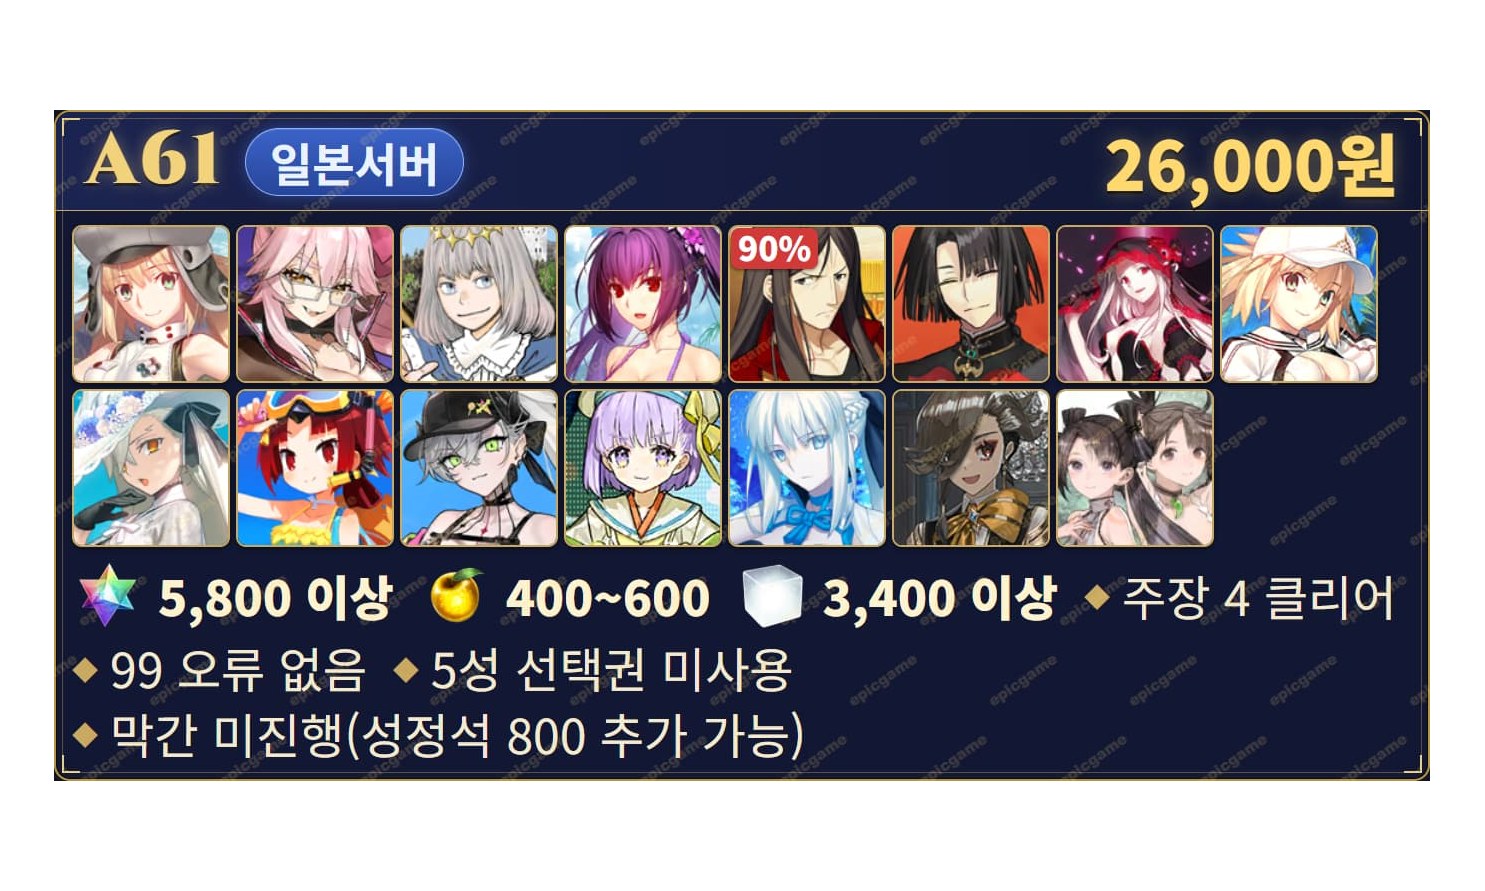 A61 일본서버 26,000원
90%
5,800 이상 400~600 3,400 이상 ◆ 주장 4 클리어
◆ 99 오류 없음 ◆ 5성 선택권 미사용
◆ 막간 미진행(성정석 800 추가 가능)
epicgame